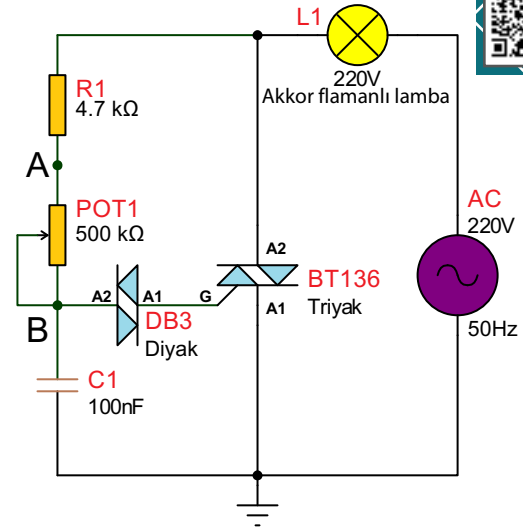 L1
220V
Akkor flamanlı lamba
R1
4.7 kΩ
A
POT1
500 kΩ
B
A2
A1
G
DB3
Diyak
A2
BT136
Triyak
A1
AC
220V
50Hz
C1
100nF